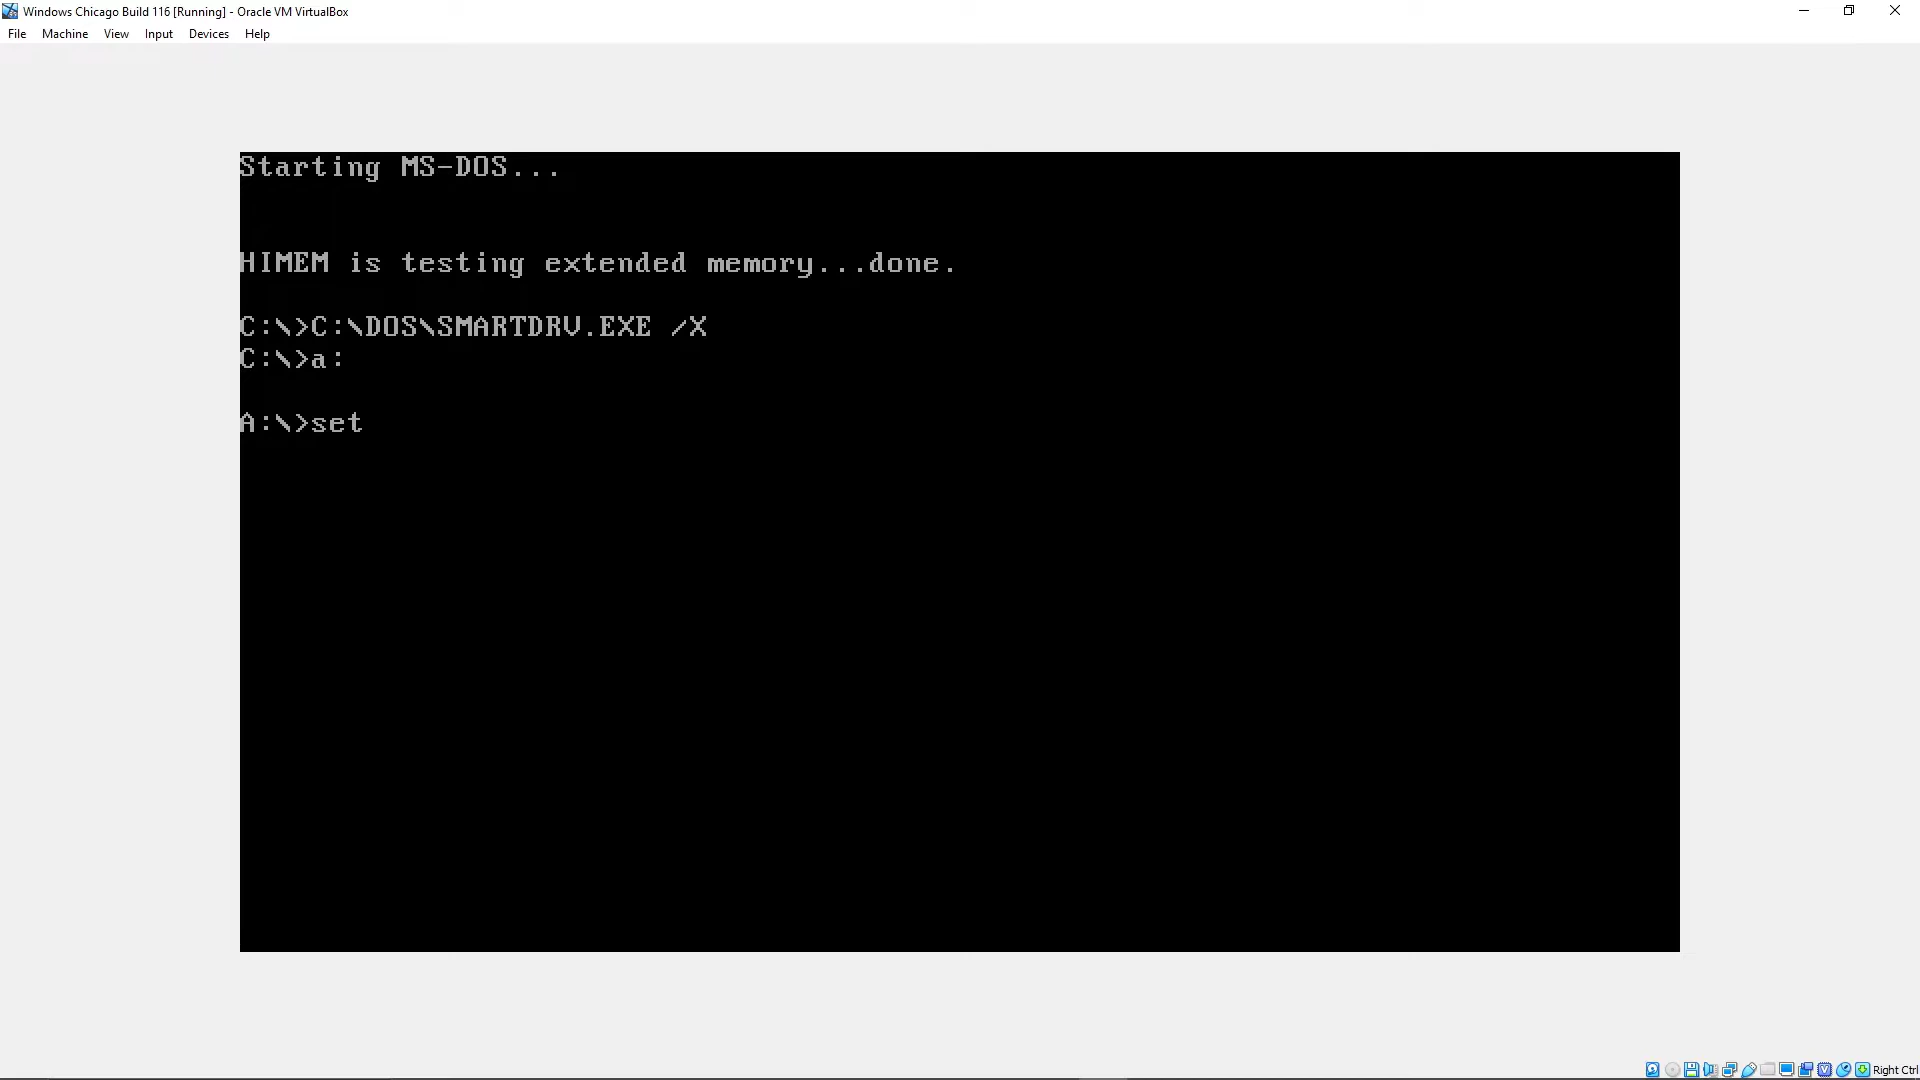 Windows Chicago Build 116 [Running] - Oracle VM VirtualBox
File Machine View Input Devices Help
Starting MS-DOS...
HIMEM is testing extended memory...done.
C:\>C:\DOS\SMARTDRV.EXE /X
C:\>a:
A:\>set
Right Ctrl